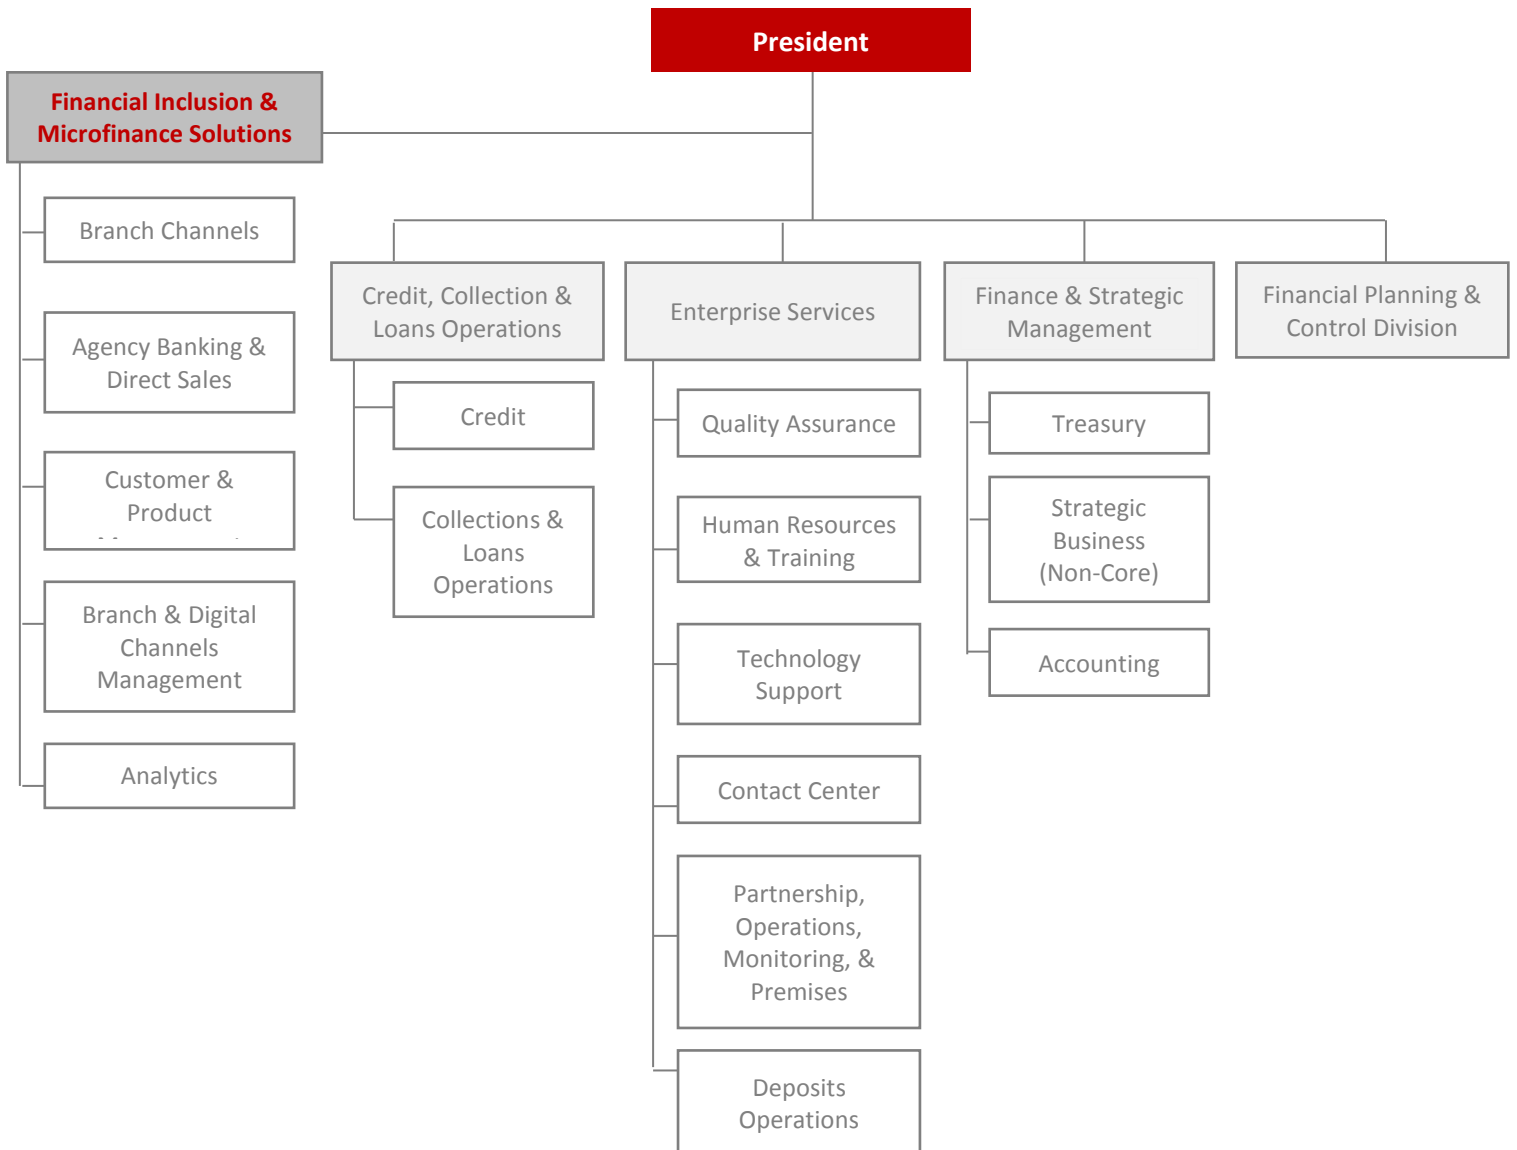 President
Financial Inclusion &
Microfinance Solutions
Branch Channels
Agency Banking &
Direct Sales
Customer &
Product
Branch & Digital
Channels
Management
Analytics
Credit, Collection &
Loans Operations
Credit
Collections &
Loans
Operations
Enterprise Services
Quality Assurance
Human Resources
& Training
Technology
Support
Contact Center
Partnership,
Operations,
Monitoring, &
Premises
Deposits
Operations
Finance & Strategic
Management
Treasury
Strategic
Business
(Non-Core)
Accounting
Financial Planning &
Control Division